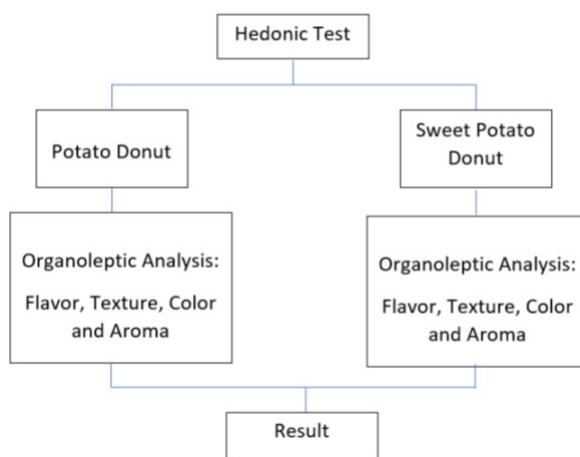 Hedonic Test
Potato Donut
Sweet Potato
Donut
Organoleptic Analysis:
Flavor, Texture, Color
and Aroma
Organoleptic Analysis:
Flavor, Texture, Color
and Aroma
Result